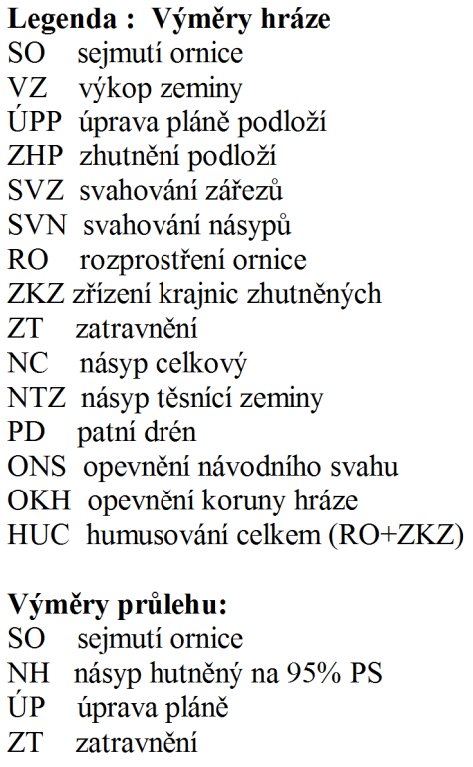 Legenda : Výměry hráze
SO sejmutí ornice
VZ výkop zeminy
ÚPP úprava pláně podloží
ZHP zhutnění podloží
SVZ svahování zářezů
SVN svahování násypů
RO rozprostření ornice
ZKZ zřízení krajnic zhutněných
ZT zatravnění
NC násyp celkový
NTZ násyp těsnící zeminy
PD patní drén
ONS opevnění návodního svahu
OKH opevnění koruny hráze
HUC humusování celkem (RO+ZKZ)
Výměry průlehu:
SO sejmutí ornice
NH násyp hutněný na 95% PS
ÚP úprava pláně
ZT zatravnění